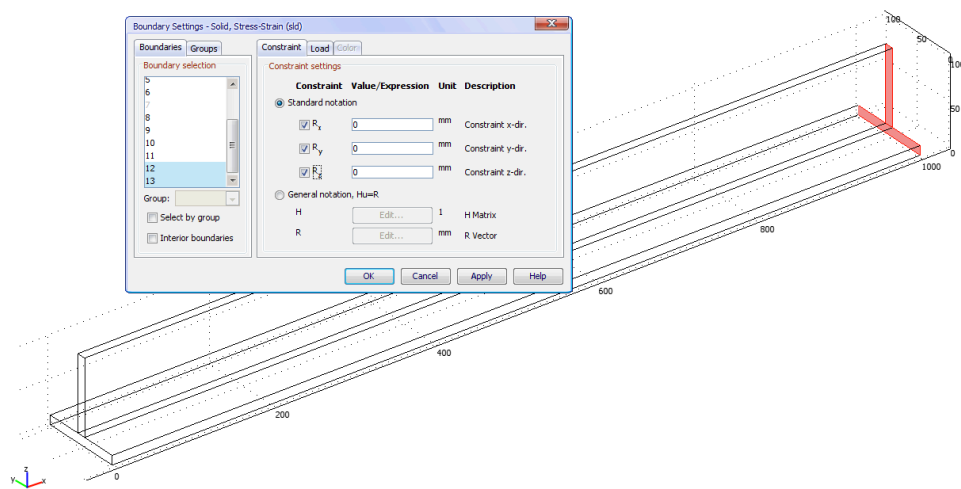 Boundary Settings - Solid, Stress-Strain (sld)
Boundaries Groups
Constraint Load Color
Boundary selection
5
6
7
8
9
10
11
12
13
Group:
Select by group
Interior boundaries
Constraint settings
Constraint Value/Expression Unit Description
Standard notation
Rx 0 mm Constraint x-dir.
Ry 0 mm Constraint y-dir.
Rz 0 mm Constraint z-dir.
General notation, Hu=R
H Edit... 1 H Matrix
R Edit... mm R Vector
OK Cancel Apply Help
100
50
0
100
50
0
1000
800
600
400
200
0
z
y x